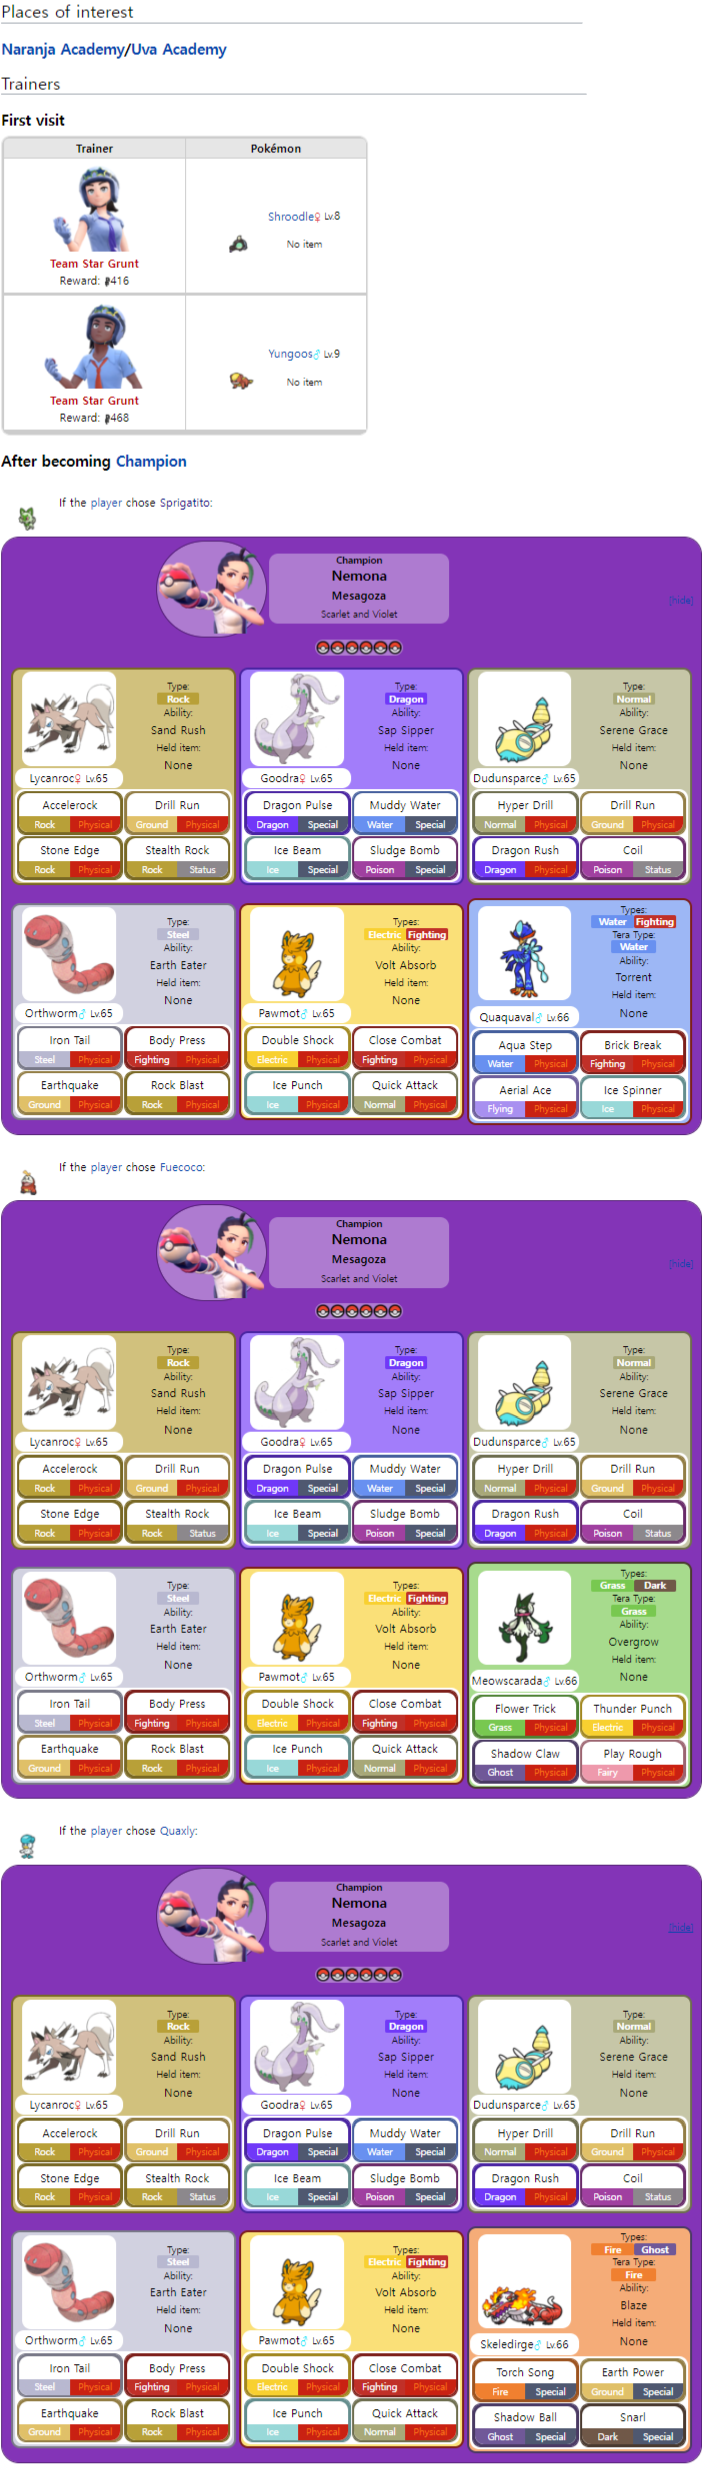 Places of interest
Naranja Academy/Uva Academy
Trainers
First visit
Trainer Pokémon
Shroodle♀ Lv.8
No item
Team Star Grunt
Reward: 416
Yungoos♂ Lv.9
No item
Team Star Grunt
Reward: 468
After becoming Champion
If the player chose Sprigatito:
Champion
Nemona
Mesagoza
Scarlet and Violet
[hide]
Type:
Rock
Ability:
Sand Rush
Held item:
None
Lycanroc♀ Lv.65
Accelerock Drill Run
Rock Physical Ground Physical
Stone Edge Stealth Rock
Rock Physical Rock Status
Type:
Dragon
Ability:
Sap Sipper
Held item:
None
Goodra♀ Lv.65
Dragon Pulse Muddy Water
Dragon Special Water Special
Ice Beam Sludge Bomb
Ice Special Poison Special
Type:
Normal
Ability:
Serene Grace
Held item:
None
Dudunsparce♂ Lv.65
Hyper Drill Drill Run
Normal Physical Ground Physical
Dragon Rush Coil
Dragon Physical Poison Status
Type:
Steel
Ability:
Earth Eater
Held item:
None
Orthworm♂ Lv.65
Iron Tail Body Press
Steel Physical Fighting Physical
Earthquake Rock Blast
Ground Physical Rock Physical
Types:
Electric Fighting
Ability:
Volt Absorb
Held item:
None
Pawmot♂ Lv.65
Double Shock Close Combat
Electric Physical Fighting Physical
Ice Punch Quick Attack
Ice Physical Normal Physical
Types:
Water Fighting
Tera Type:
Water
Ability:
Torrent
Held item:
None
Quaquaval♂ Lv.66
Aqua Step Brick Break
Water Physical Fighting Physical
Aerial Ace Ice Spinner
Flying Physical Ice Physical
If the player chose Fuecoco:
Champion
Nemona
Mesagoza
Scarlet and Violet
[hide]
Type:
Rock
Ability:
Sand Rush
Held item:
None
Lycanroc♀ Lv.65
Accelerock Drill Run
Rock Physical Ground Physical
Stone Edge Stealth Rock
Rock Physical Rock Status
Type:
Dragon
Ability:
Sap Sipper
Held item:
None
Goodra♀ Lv.65
Dragon Pulse Muddy Water
Dragon Special Water Special
Ice Beam Sludge Bomb
Ice Special Poison Special
Type:
Normal
Ability:
Serene Grace
Held item:
None
Dudunsparce♂ Lv.65
Hyper Drill Drill Run
Normal Physical Ground Physical
Dragon Rush Coil
Dragon Physical Poison Status
Type:
Steel
Ability:
Earth Eater
Held item:
None
Orthworm♂ Lv.65
Iron Tail Body Press
Steel Physical Fighting Physical
Earthquake Rock Blast
Ground Physical Rock Physical
Types:
Electric Fighting
Ability:
Volt Absorb
Held item:
None
Pawmot♂ Lv.65
Double Shock Close Combat
Electric Physical Fighting Physical
Ice Punch Quick Attack
Ice Physical Normal Physical
Types:
Grass Dark
Tera Type:
Grass
Ability:
Overgrow
Held item:
None
Meowscarada♂ Lv.66
Flower Trick Thunder Punch
Grass Physical Electric Physical
Shadow Claw Play Rough
Ghost Physical Fairy Physical
If the player chose Quaxly:
Champion
Nemona
Mesagoza
Scarlet and Violet
[hide]
Type:
Rock
Ability:
Sand Rush
Held item:
None
Lycanroc♀ Lv.65
Accelerock Drill Run
Rock Physical Ground Physical
Stone Edge Stealth Rock
Rock Physical Rock Status
Type:
Dragon
Ability:
Sap Sipper
Held item:
None
Goodra♀ Lv.65
Dragon Pulse Muddy Water
Dragon Special Water Special
Ice Beam Sludge Bomb
Ice Special Poison Special
Type:
Normal
Ability:
Serene Grace
Held item:
None
Dudunsparce♂ Lv.65
Hyper Drill Drill Run
Normal Physical Ground Physical
Dragon Rush Coil
Dragon Physical Poison Status
Type:
Steel
Ability:
Earth Eater
Held item:
None
Orthworm♂ Lv.65
Iron Tail Body Press
Steel Physical Fighting Physical
Earthquake Rock Blast
Ground Physical Rock Physical
Types:
Electric Fighting
Ability:
Volt Absorb
Held item:
None
Pawmot♂ Lv.65
Double Shock Close Combat
Electric Physical Fighting Physical
Ice Punch Quick Attack
Ice Physical Normal Physical
Types:
Fire Ghost
Tera Type:
Fire
Ability:
Blaze
Held item:
None
Skeledirge♂ Lv.66
Torch Song Earth Power
Fire Special Ground Special
Shadow Ball Snarl
Ghost Special Dark Special